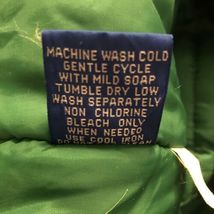 MACHINE WASH COLD
GENTLE CYCLE
WITH MILD SOAP
TUMBLE DRY LOW
WASH SEPARATELY
NON CHLORINE
BLEACH ONLY
WHEN NEEDED
USE COOL IRON